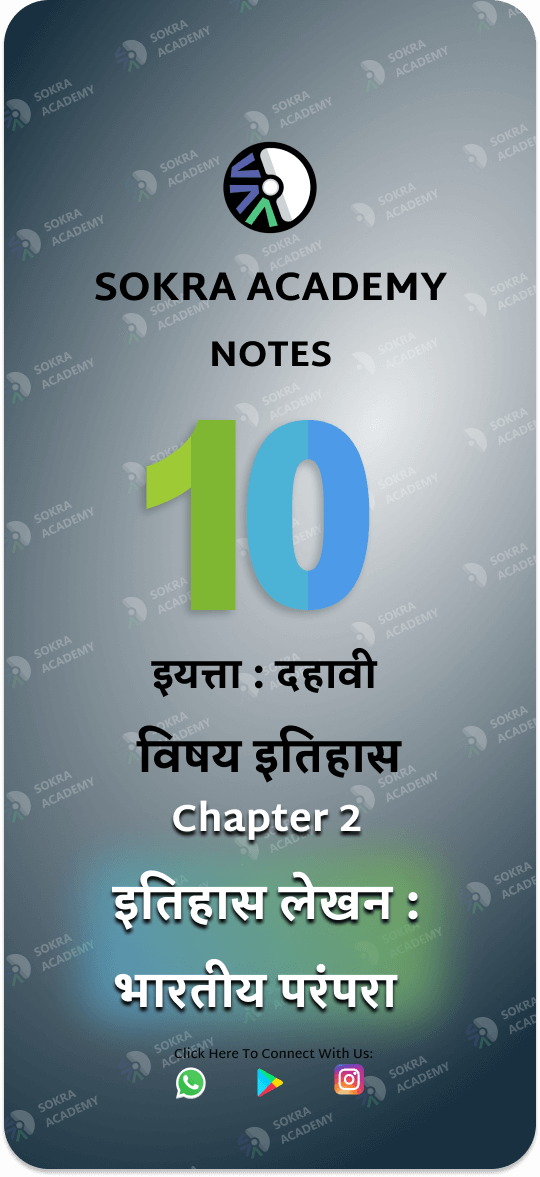 SOKRA ACADEMY
NOTES
10
इयत्ता : दहावी
विषय इतिहास
Chapter 2
इतिहास लेखन :
भारतीय परंपरा
Click Here To Connect With Us: